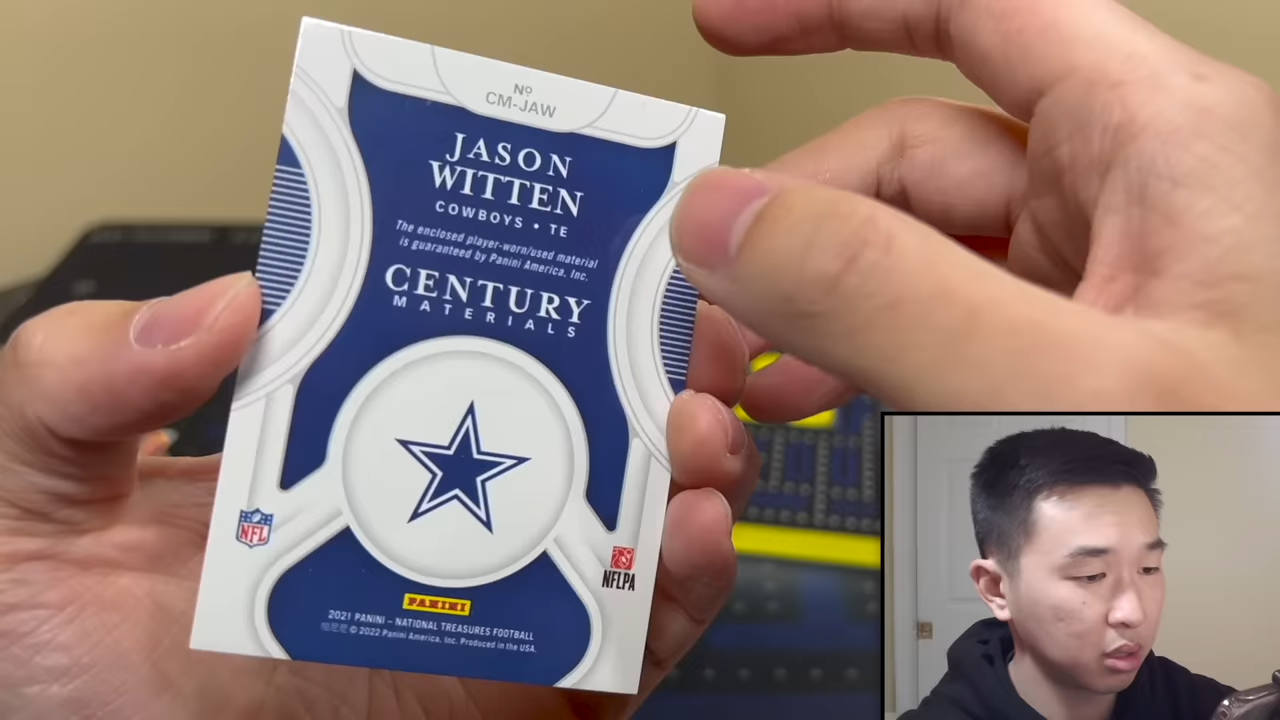 Nº
CM-JAW
JASON
WITTEN
COWBOYS • TE
The enclosed player-worn/used material
is guaranteed by Panini America, Inc.
CENTURY
MATERIALS
NFL
NFLPA
PANINI
2021 PANINI – NATIONAL TREASURES FOOTBALL
© 2022 Panini America, Inc. Produced in the USA.